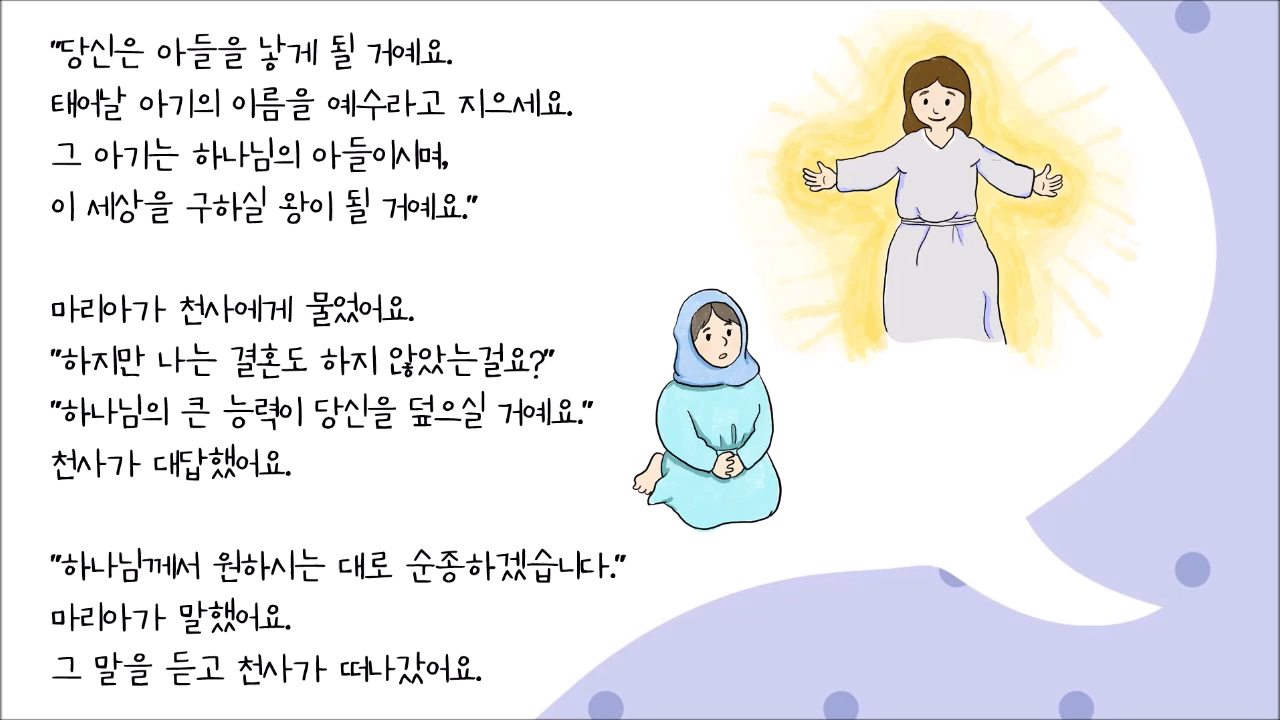 "당신은 아들을 낳게 될 거예요.
태어날 아기의 이름을 예수라고 지으세요.
그 아기는 하나님의 아들이시며,
이 세상을 구하실 왕이 될 거예요."
마리아가 천사에게 물었어요.
"하지만 나는 결혼도 하지 않았는걸요?"
"하나님의 큰 능력이 당신을 덮으실 거예요."
천사가 대답했어요.
"하나님께서 원하시는 대로 순종하겠습니다."
마리아가 말했어요.
그 말을 듣고 천사가 떠나갔어요.